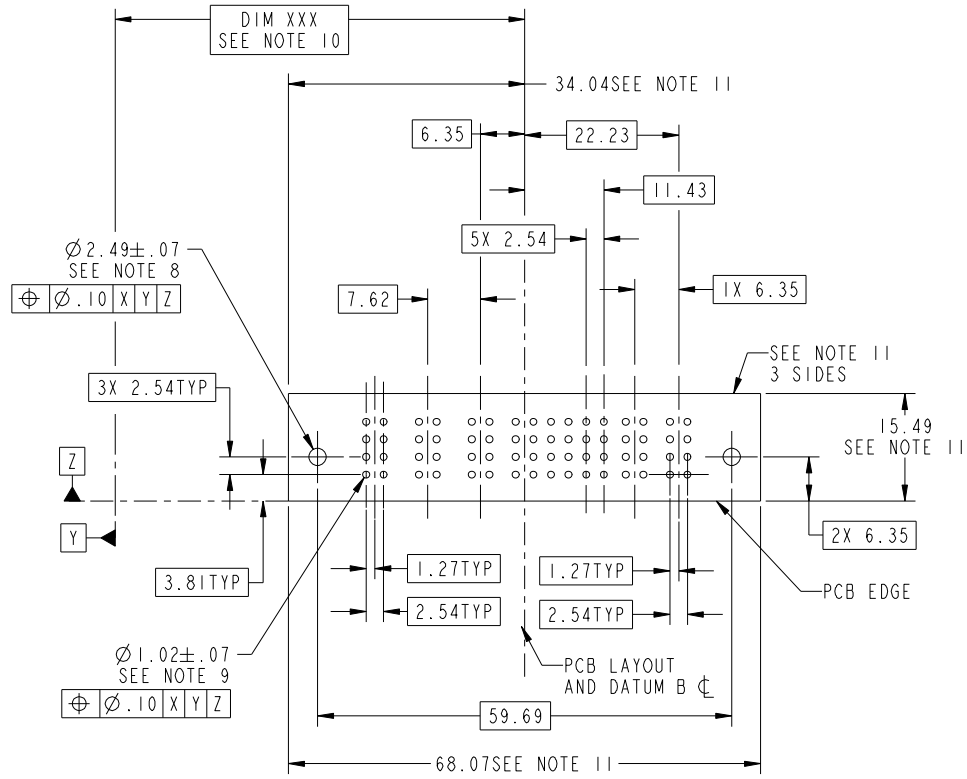 DIM XXX
SEE NOTE 10
34.04SEE NOTE 11
6.35
22.23
11.43
5X 2.54
Ø2.49±.07
SEE NOTE 8
⌖ Ø.10 X Y Z
7.62
1X 6.35
SEE NOTE 11
3 SIDES
3X 2.54TYP
15.49
SEE NOTE 11
Z
Y
2X 6.35
3.81TYP
1.27TYP
1.27TYP
PCB EDGE
2.54TYP
2.54TYP
Ø1.02±.07
SEE NOTE 9
⌖ Ø.10 X Y Z
PCB LAYOUT
AND DATUM B ℄
59.69
68.07SEE NOTE 11